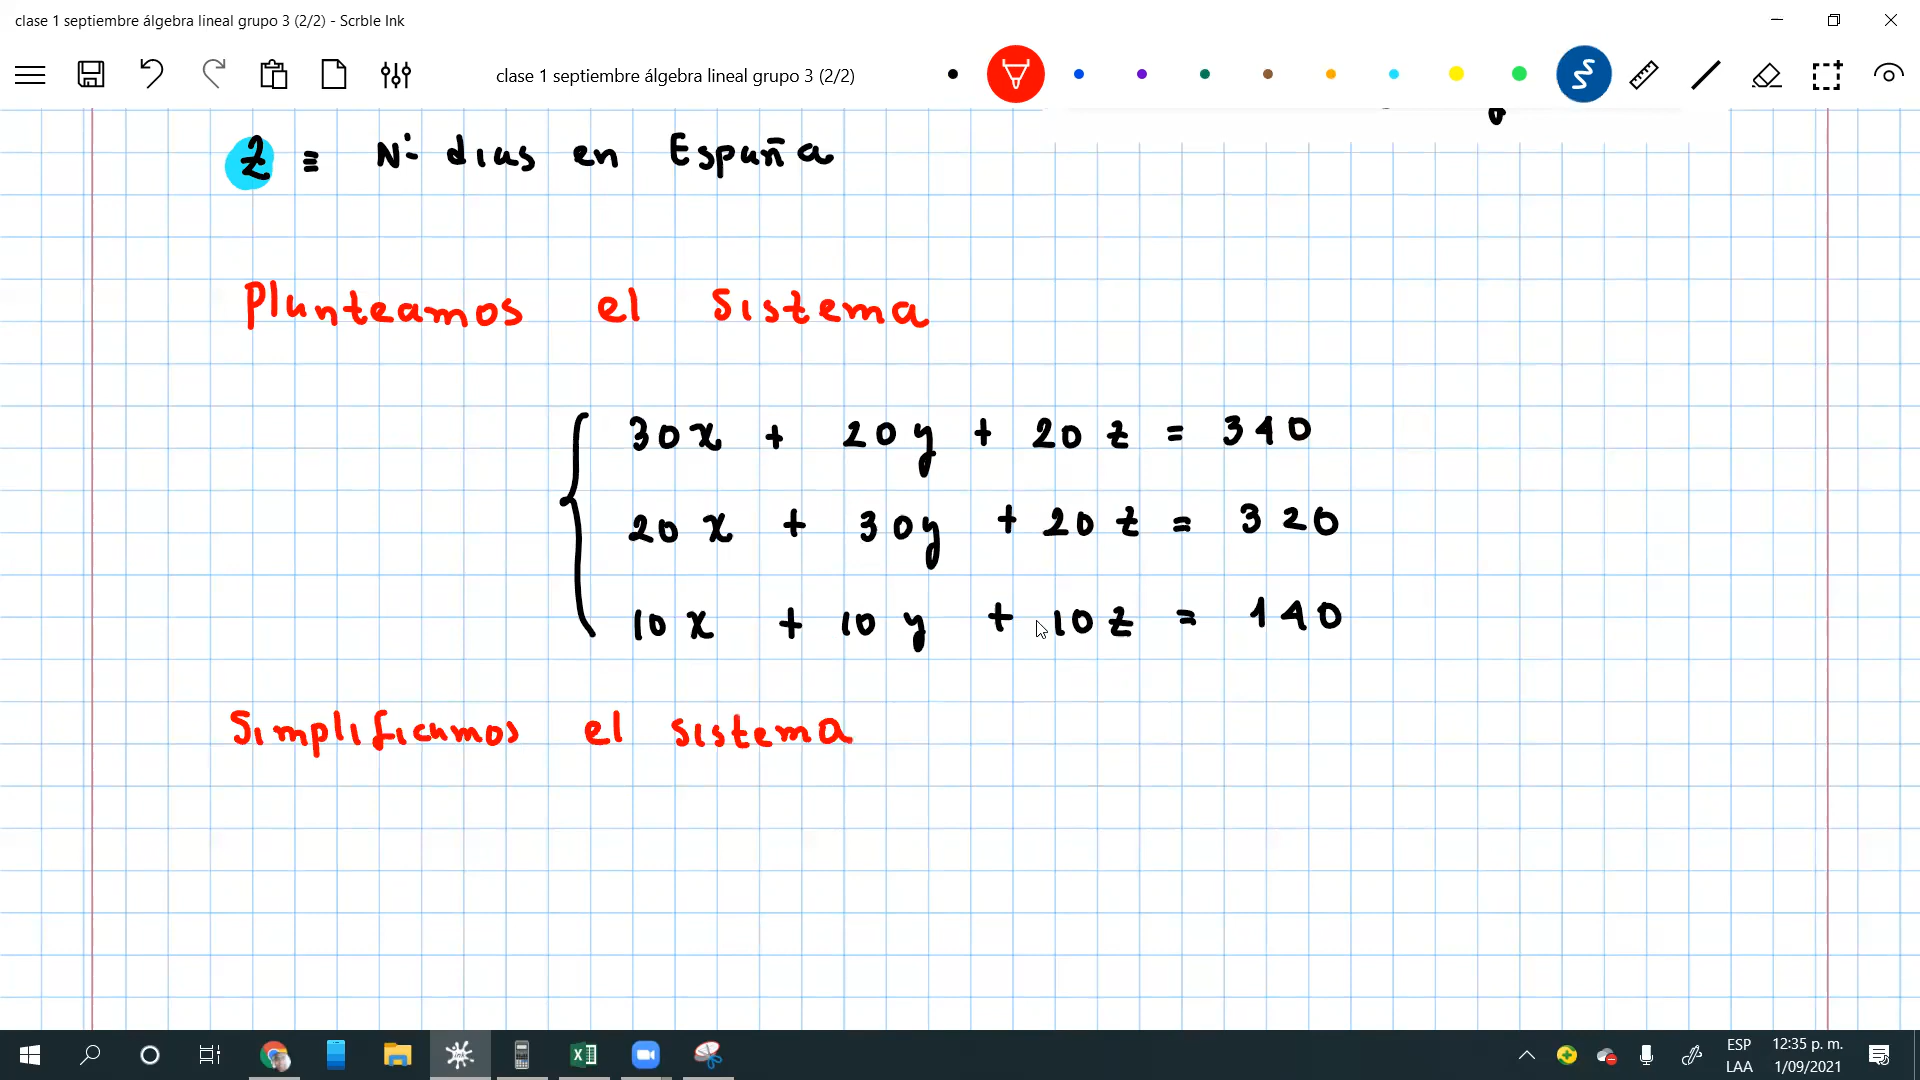 clase 1 septiembre álgebra lineal grupo 3 (2/2) - Scrble Ink
clase 1 septiembre álgebra lineal grupo 3 (2/2)
Z ≡ Nº dias en España
Planteamos el sistema
30x + 20y + 20z = 340
20x + 30y + 20z = 320
10x + 10y + 10z = 140
Simplificamos el sistema
ESP 12:35 p. m.
LAA 1/09/2021